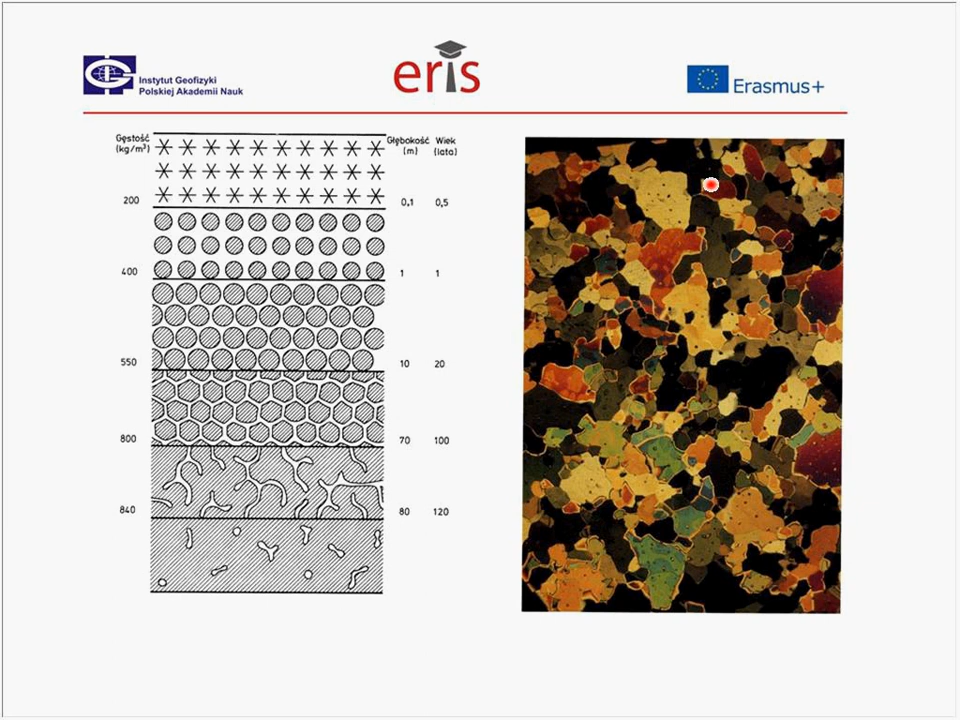 Instytut Geofizyki
Polskiej Akademii Nauk
eris
Erasmus+
Gęstość
(kg/m³)
Głębokość
(m)
Wiek
(lata)
200 0,1 0,5
400 1 1
550 10 20
800 70 100
840 80 120